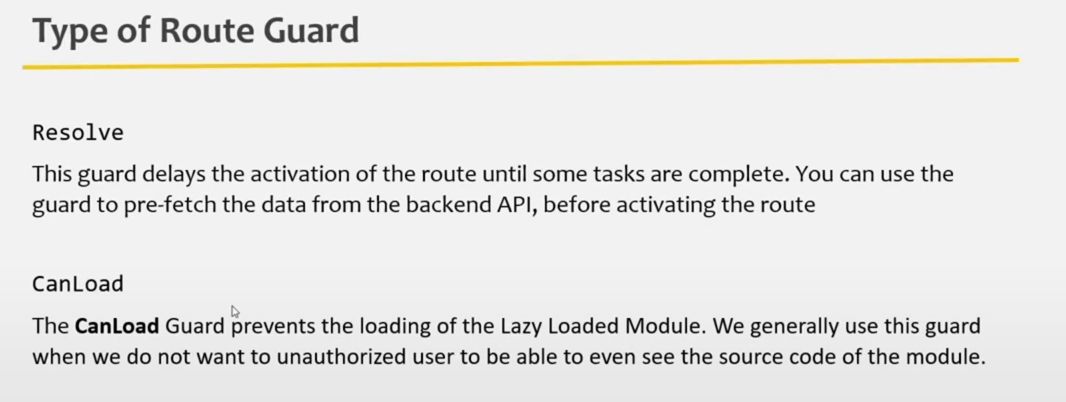 Type of Route Guard
Resolve
This guard delays the activation of the route until some tasks are complete. You can use the
guard to pre-fetch the data from the backend API, before activating the route
CanLoad
The CanLoad Guard prevents the loading of the Lazy Loaded Module. We generally use this guard
when we do not want to unauthorized user to be able to even see the source code of the module.